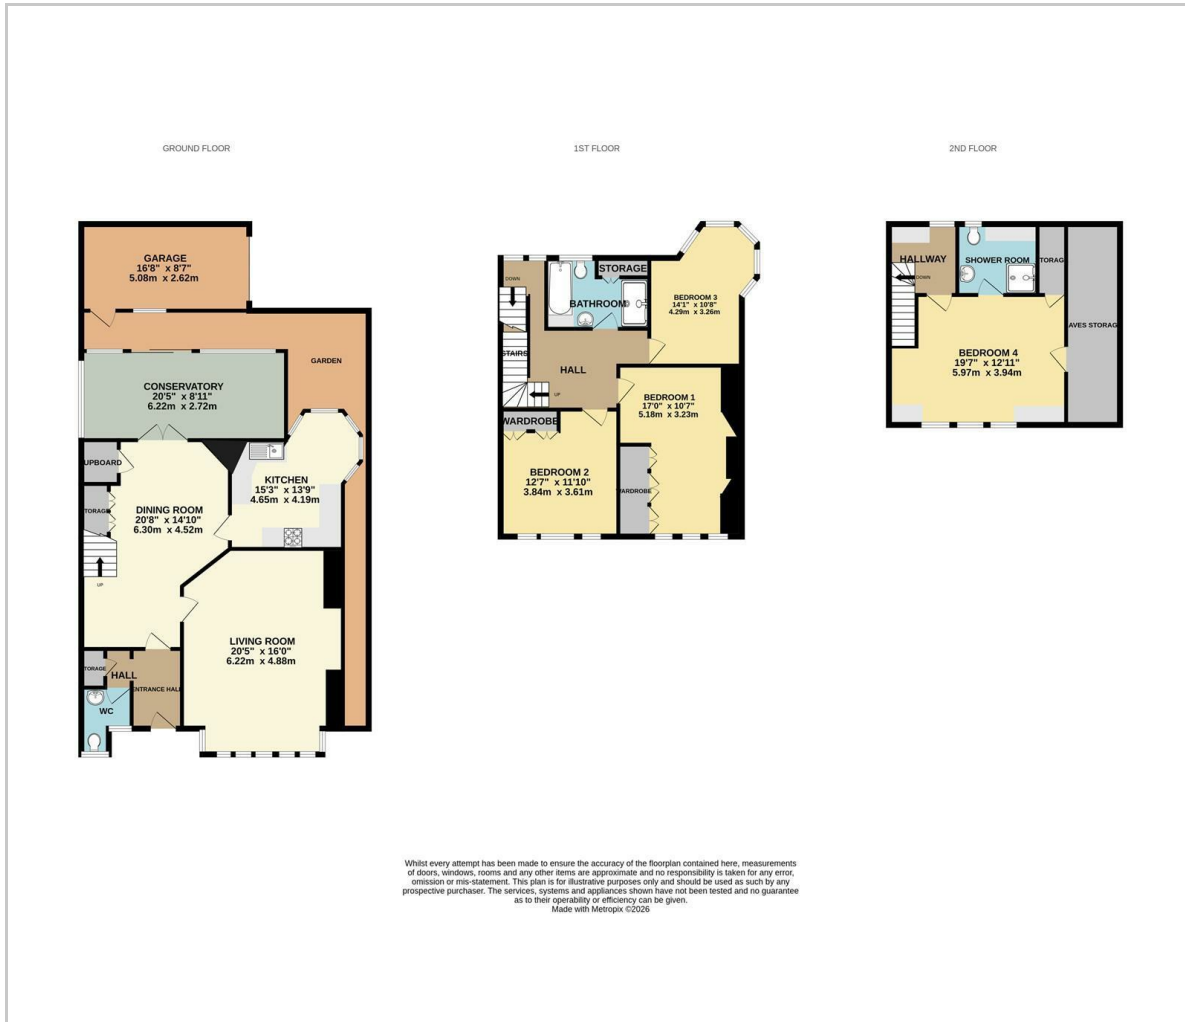 GROUND FLOOR
GARAGE
16'8" x 8'7"
5.08m x 2.62m
GARDEN
CONSERVATORY
20'5" x 8'11"
6.22m x 2.72m
UPBOARD
KITCHEN
15'3" x 13'9"
4.65m x 4.19m
TORAG
DINING ROOM
20'8" x 14'10"
6.30m x 4.52m
UP
LIVING ROOM
20'5" x 16'0"
6.22m x 4.88m
TORAGE
HALL
ENTRANCE HALL
WC
1ST FLOOR
DOWN
STORAGE
BATHROOM
BEDROOM 3
14'1" x 10'8"
4.29m x 3.26m
STAIRS
HALL
UP
BEDROOM 1
17'0" x 10'7"
5.18m x 3.23m
WARDROBE
BEDROOM 2
12'7" x 11'10"
3.84m x 3.61m
WARDROBE
2ND FLOOR
HALLWAY
DOWN
SHOWER ROOM
TORAG
AVES STORAG
BEDROOM 4
19'7" x 12'11"
5.97m x 3.94m
Whilst every attempt has been made to ensure the accuracy of the floorplan contained here, measurements
of doors, windows, rooms and any other items are approximate and no responsibility is taken for any error,
omission or mis-statement. This plan is for illustrative purposes only and should be used as such by any
prospective purchaser. The services, systems and appliances shown have not been tested and no guarantee
as to their operability or efficiency can be given.
Made with Metropix ©2026